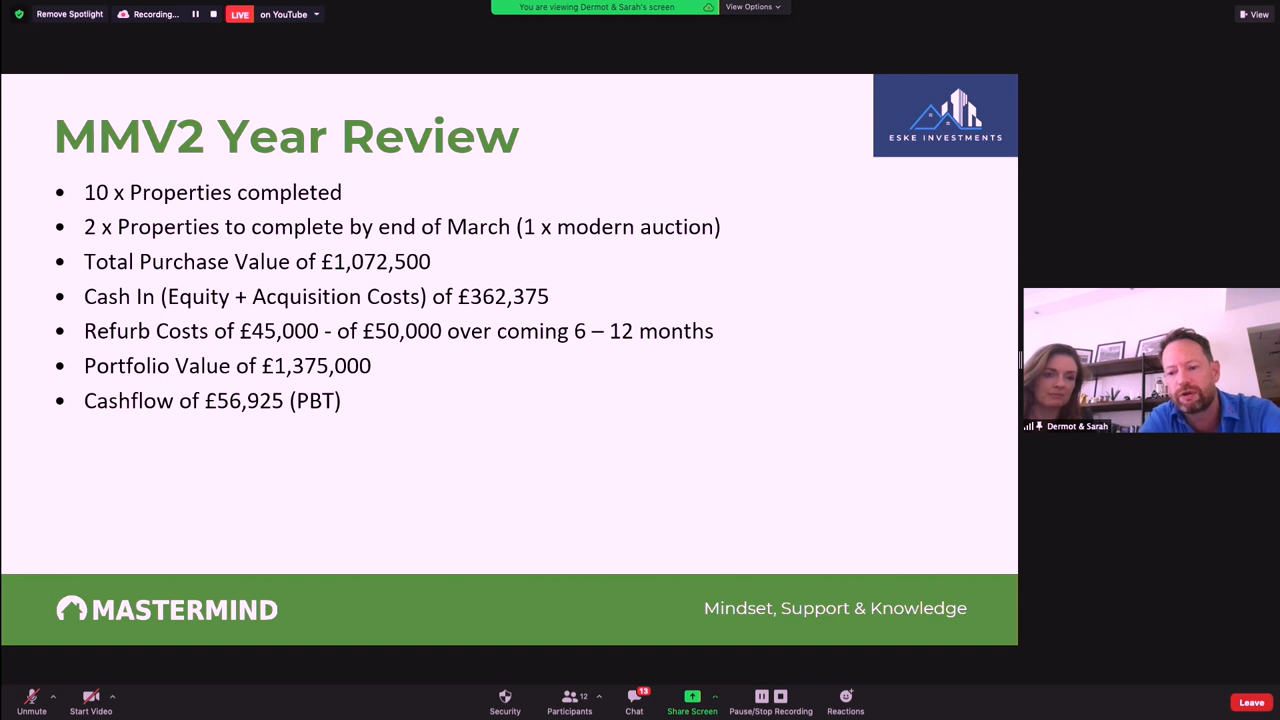 Remove Spotlight
Recording...
LIVE
on YouTube
You are viewing Dermot & Sarah's screen
View Options
View
MMV2 Year Review
ESKE INVESTMENTS
• 10 x Properties completed
• 2 x Properties to complete by end of March (1 x modern auction)
• Total Purchase Value of £1,072,500
• Cash In (Equity + Acquisition Costs) of £362,375
• Refurb Costs of £45,000 - of £50,000 over coming 6 – 12 months
• Portfolio Value of £1,375,000
• Cashflow of £56,925 (PBT)
Dermot & Sarah
MASTERMIND
Mindset, Support & Knowledge
Unmute
Start Video
Security
12
Participants
13
Chat
Share Screen
Pause/Stop Recording
Reactions
Leave